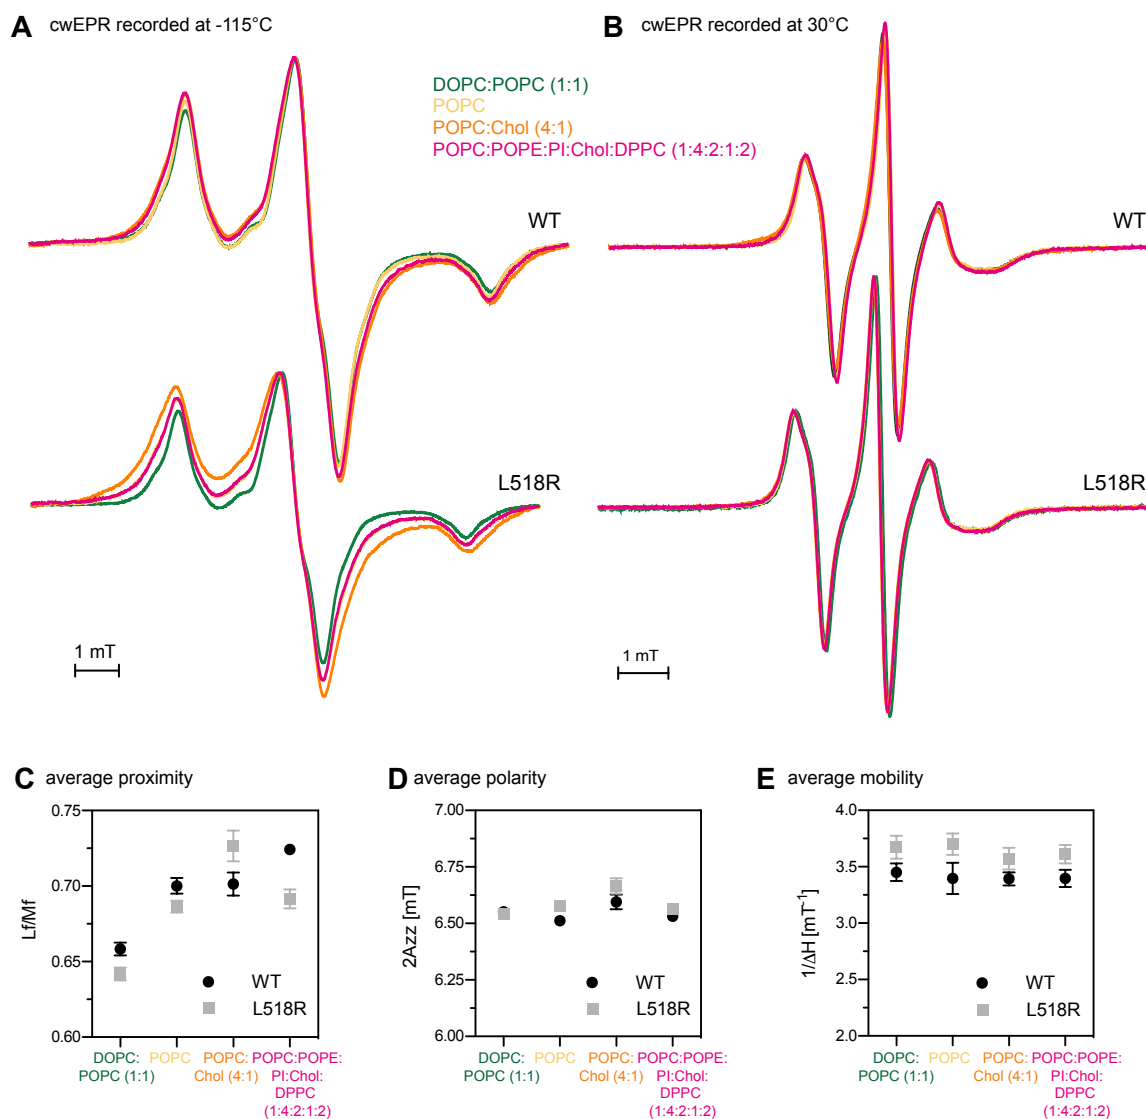 A cwEPR recorded at -115°C
B cwEPR recorded at 30°C
DOPC:POPC (1:1)
POPC
POPC:Chol (4:1)
POPC:POPE:PI:Chol:DPPC (1:4:2:1:2)
WT
WT
L518R
L518R
1 mT
1 mT
C average proximity
0.75
0.70
0.65
0.60
Lf/Mf
WT
L518R
DOPC:
POPC (1:1)
POPC
POPC:
Chol (4:1)
POPC:POPE:
PI:Chol:
DPPC
(1:4:2:1:2)
D average polarity
7.00
6.75
6.50
6.25
6.00
2Azz [mT]
WT
L518R
DOPC:
POPC (1:1)
POPC
POPC:
Chol (4:1)
POPC:POPE:
PI:Chol:
DPPC
(1:4:2:1:2)
E average mobility
4.0
3.5
3.0
2.5
2.0
1/ΔH [mT⁻¹]
WT
L518R
DOPC:
POPC (1:1)
POPC
POPC:
Chol (4:1)
POPC:POPE:
PI:Chol:
DPPC
(1:4:2:1:2)